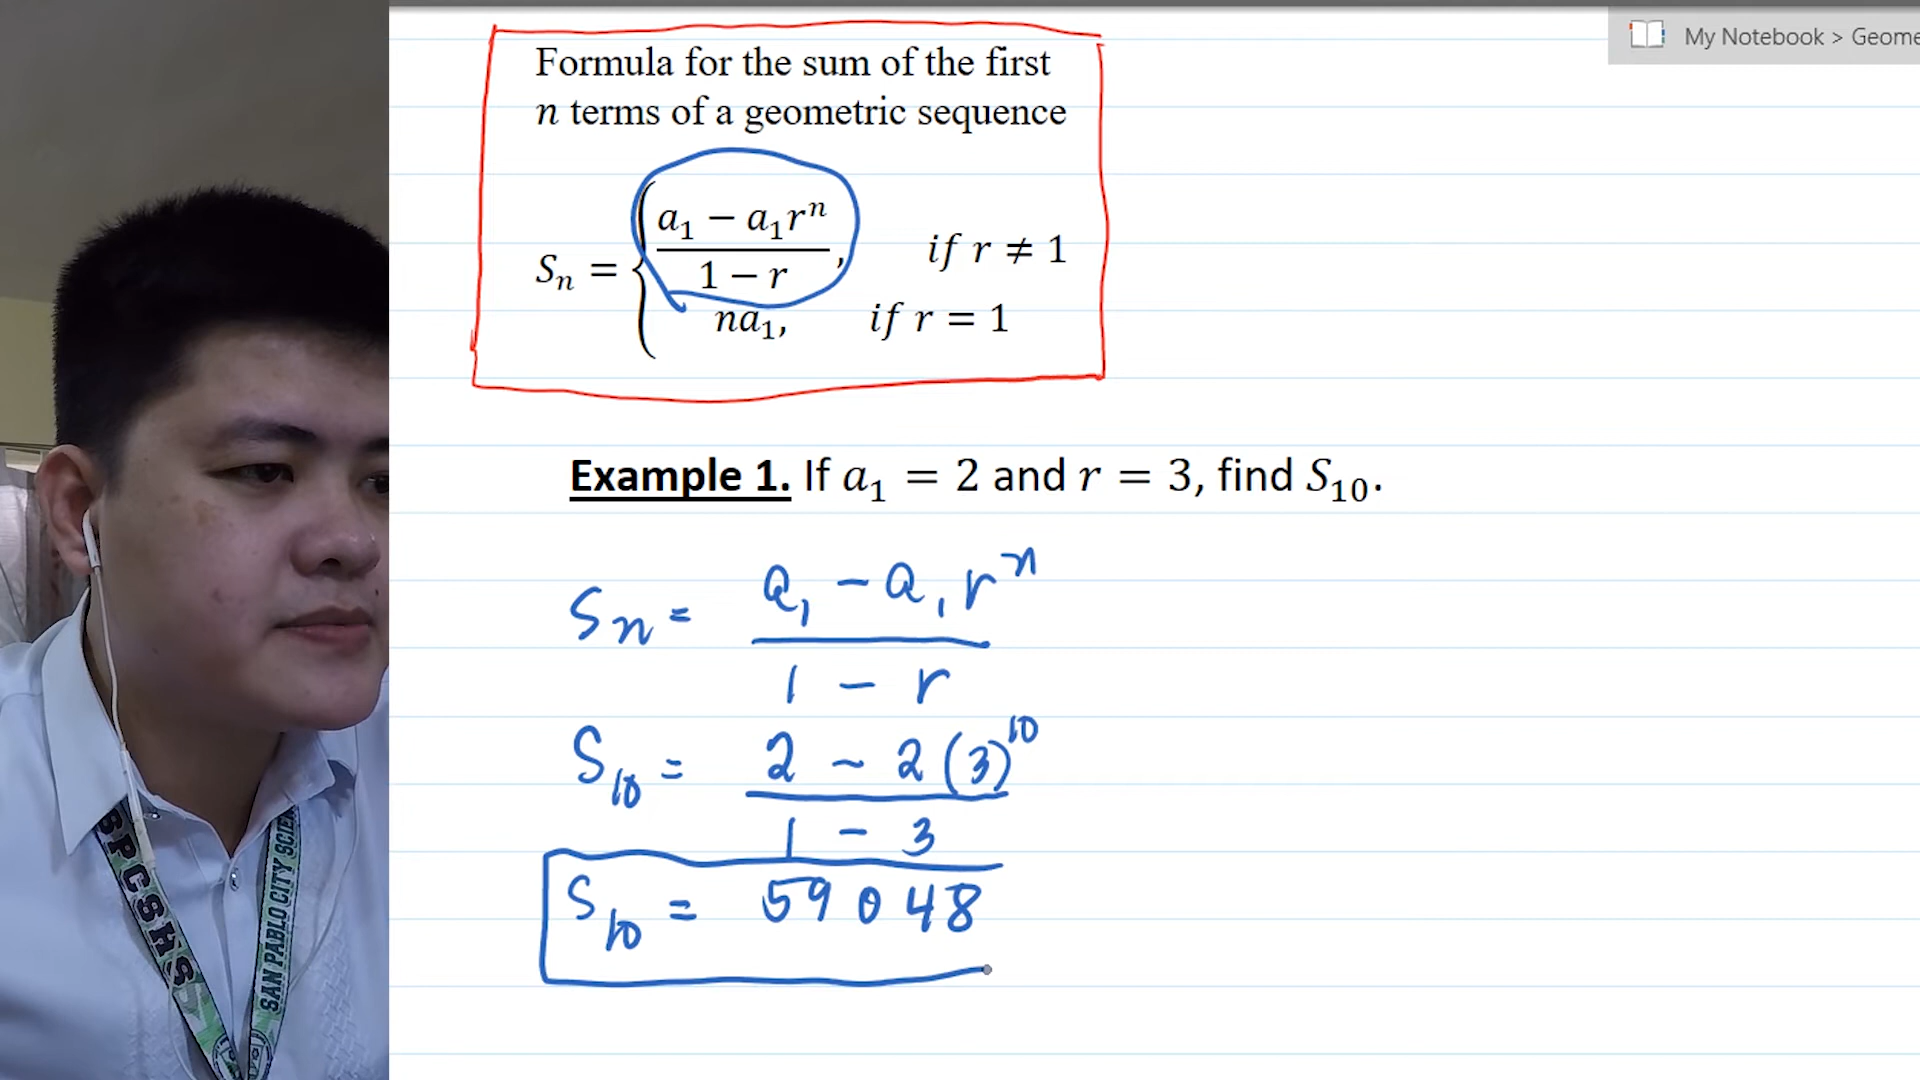 My Notebook > Geome
Formula for the sum of the first
n terms of a geometric sequence
Sₙ = { (a₁ − a₁rⁿ)/(1 − r), if r ≠ 1
na₁, if r = 1
Example 1. If a₁ = 2 and r = 3, find S₁₀.
Sₙ = (a₁ − a₁rⁿ)/(1 − r)
S₁₀ = (2 − 2(3)¹⁰)/(1 − 3)
S₁₀ = 59048
SPCSHS
SAN PABLO CITY SCIEN